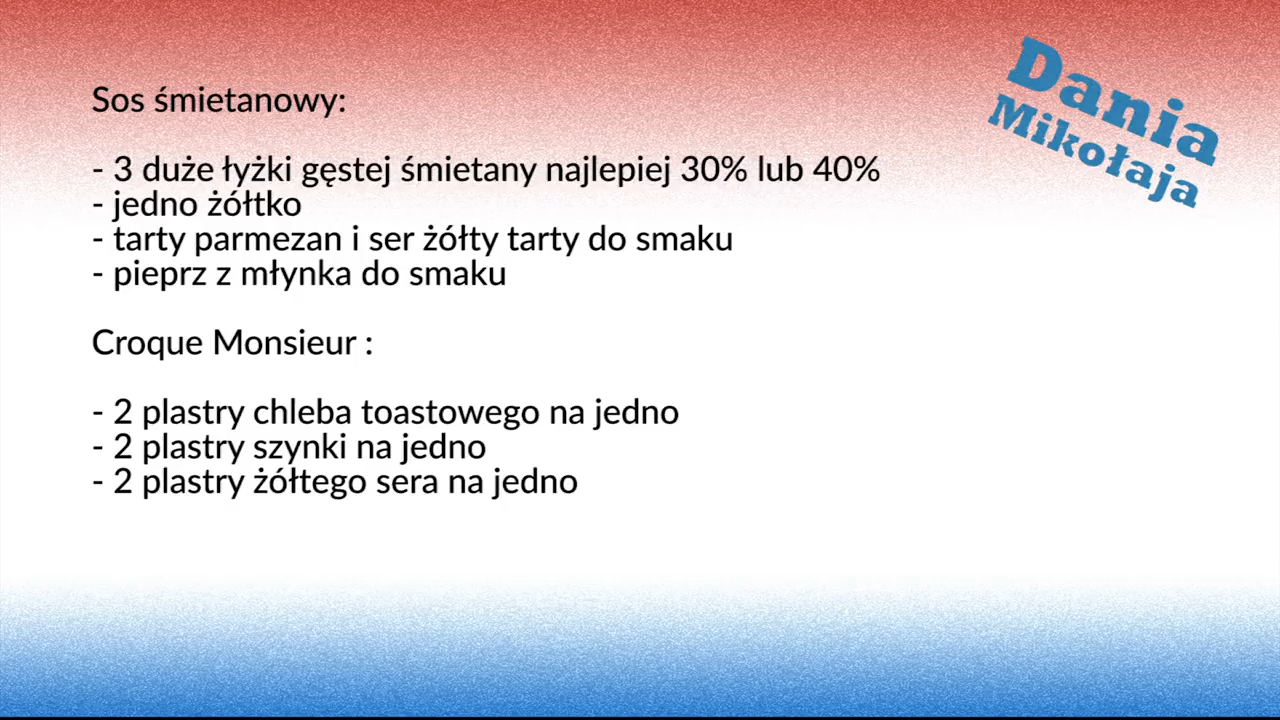 Dania
Mikołaja
Sos śmietanowy:
- 3 duże łyżki gęstej śmietany najlepiej 30% lub 40%
- jedno żółtko
- tarty parmezan i ser żółty tarty do smaku
- pieprz z młynka do smaku
Croque Monsieur :
- 2 plastry chleba toastowego na jedno
- 2 plastry szynki na jedno
- 2 plastry żółtego sera na jedno